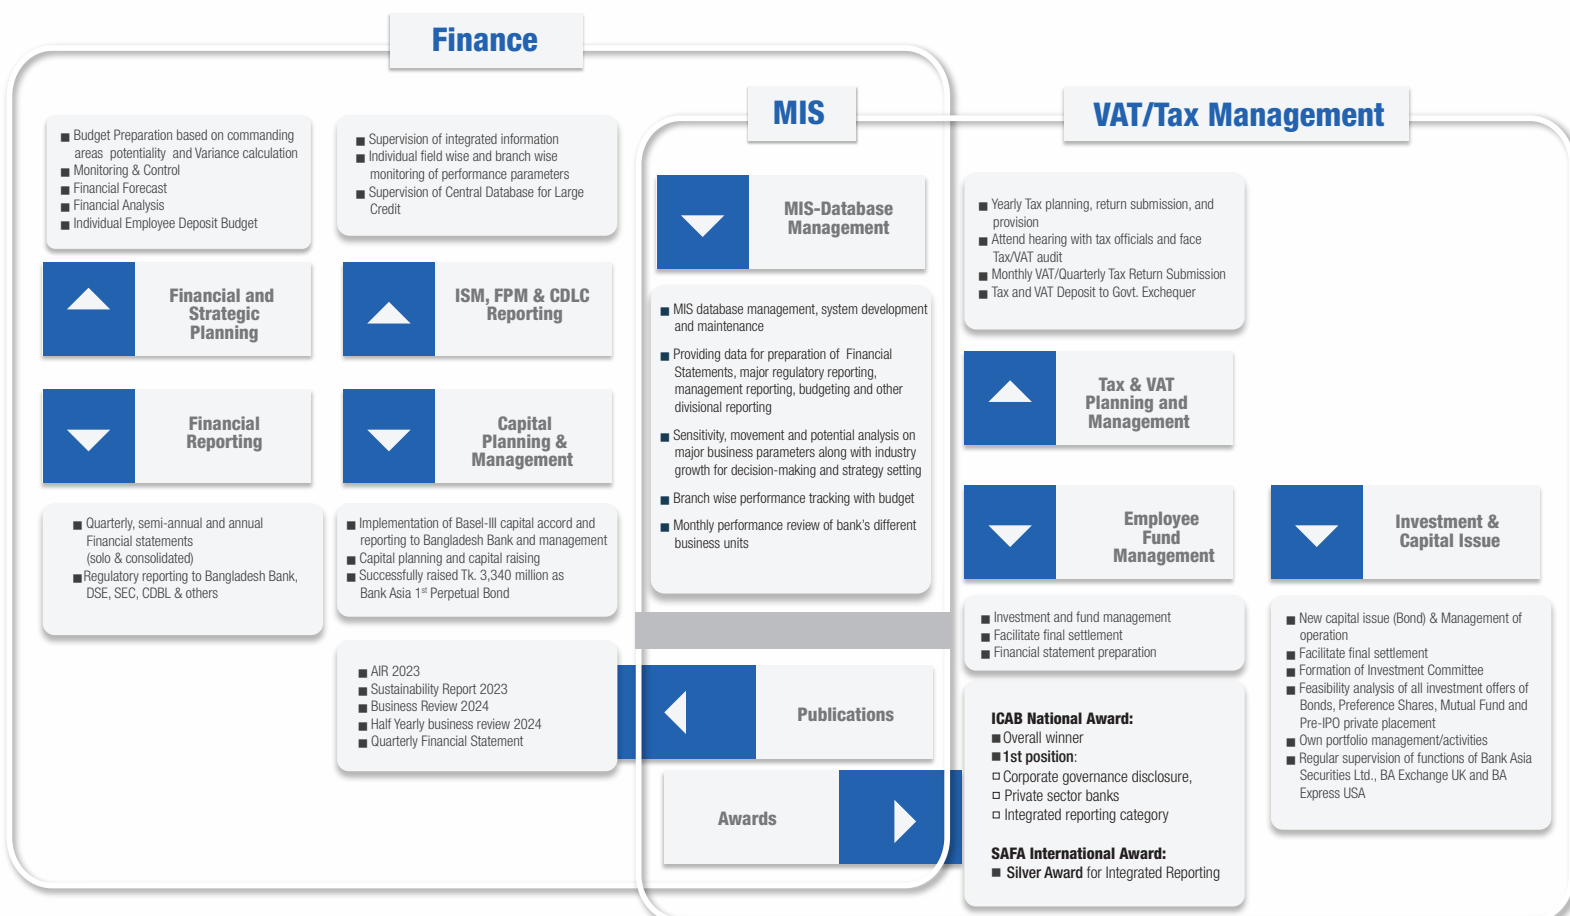 Finance
MIS
VAT/Tax Management
■ Budget Preparation based on commanding
areas potentiality and Variance calculation
■ Monitoring & Control
■ Financial Forecast
■ Financial Analysis
■ Individual Employee Deposit Budget
Financial and
Strategic
Planning
Financial
Reporting
■ Quarterly, semi-annual and annual
Financial statements
(solo & consolidated)
■ Regulatory reporting to Bangladesh Bank,
DSE, SEC, CDBL & others
■ Supervision of integrated information
■ Individual field wise and branch wise
monitoring of performance parameters
■ Supervision of Central Database for Large
Credit
ISM, FPM & CDLC
Reporting
Capital
Planning &
Management
■ Implementation of Basel-III capital accord and
reporting to Bangladesh Bank and management
■ Capital planning and capital raising
■ Successfully raised Tk. 3,340 million as
Bank Asia 1st Perpetual Bond
■ AIR 2023
■ Sustainability Report 2023
■ Business Review 2024
■ Half Yearly business review 2024
■ Quarterly Financial Statement
MIS-Database
Management
■ MIS database management, system development
and maintenance
■ Providing data for preparation of Financial
Statements, major regulatory reporting,
management reporting, budgeting and other
divisional reporting
■ Sensitivity, movement and potential analysis on
major business parameters along with industry
growth for decision-making and strategy setting
■ Branch wise performance tracking with budget
■ Monthly performance review of bank's different
business units
Publications
Awards
■ Yearly Tax planning, return submission, and
provision
■ Attend hearing with tax officials and face
Tax/VAT audit
■ Monthly VAT/Quarterly Tax Return Submission
■ Tax and VAT Deposit to Govt. Exchequer
Tax & VAT
Planning and
Management
Employee
Fund
Management
■ Investment and fund management
■ Facilitate final settlement
■ Financial statement preparation
ICAB National Award:
■ Overall winner
■ 1st position:
□ Corporate governance disclosure,
□ Private sector banks
□ Integrated reporting category
SAFA International Award:
■ Silver Award for Integrated Reporting
Investment &
Capital Issue
■ New capital issue (Bond) & Management of
operation
■ Facilitate final settlement
■ Formation of Investment Committee
■ Feasibility analysis of all investment offers of
Bonds, Preference Shares, Mutual Fund and
Pre-IPO private placement
■ Own portfolio management/activities
■ Regular supervision of functions of Bank Asia
Securities Ltd., BA Exchange UK and BA
Express USA